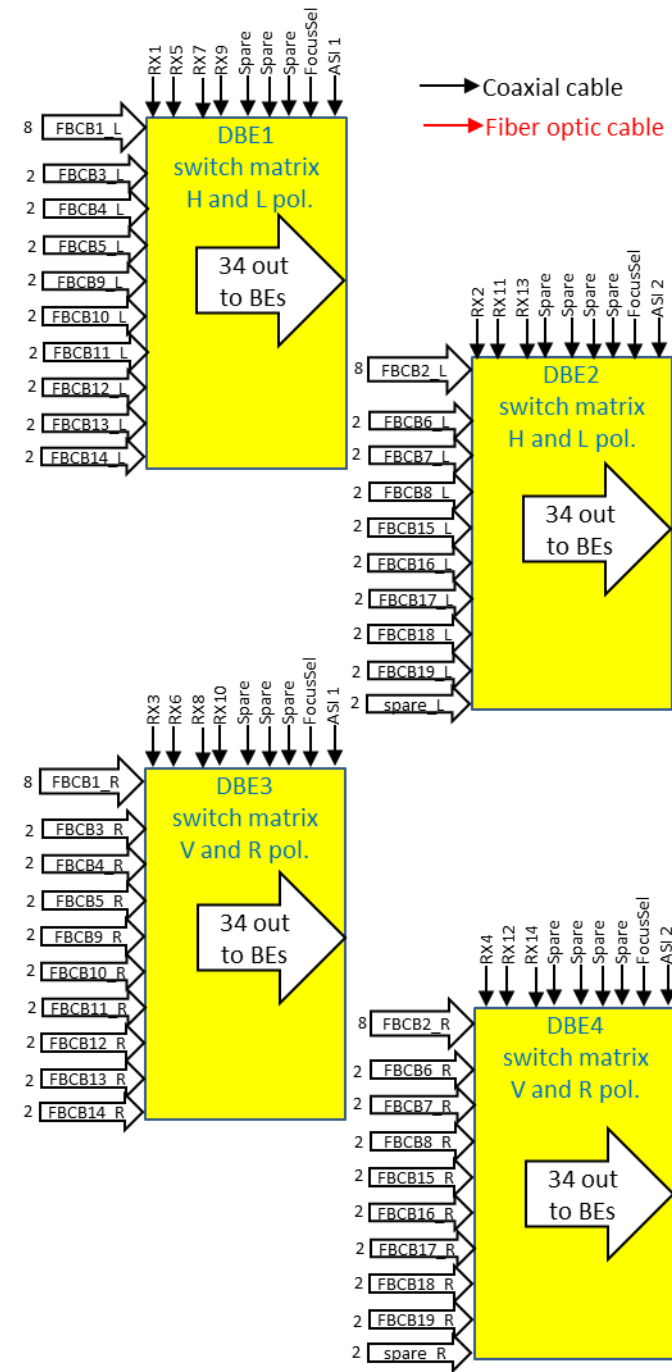 RX1 RX5 RX7 RX9 Spare Spare Spare FocusSel ASI 1
Coaxial cable
Fiber optic cable
8 FBCB1_L
2 FBCB3_L
2 FBCB4_L
2 FBCB5_L
2 FBCB9_L
2 FBCB10_L
2 FBCB11_L
2 FBCB12_L
2 FBCB13_L
2 FBCB14_L
DBE1
switch matrix
H and L pol.
34 out
to BEs
RX2 RX11 RX13 Spare Spare Spare Spare FocusSel ASI 2
8 FBCB2_L
2 FBCB6_L
2 FBCB7_L
2 FBCB8_L
2 FBCB15_L
2 FBCB16_L
2 FBCB17_L
2 FBCB18_L
2 FBCB19_L
2 spare_L
DBE2
switch matrix
H and L pol.
34 out
to BEs
RX3 RX6 RX8 RX10 Spare Spare Spare FocusSel ASI 1
8 FBCB1_R
2 FBCB3_R
2 FBCB4_R
2 FBCB5_R
2 FBCB9_R
2 FBCB10_R
2 FBCB11_R
2 FBCB12_R
2 FBCB13_R
2 FBCB14_R
DBE3
switch matrix
V and R pol.
34 out
to BEs
RX4 RX12 RX14 Spare Spare Spare Spare FocusSel ASI 2
8 FBCB2_R
2 FBCB6_R
2 FBCB7_R
2 FBCB8_R
2 FBCB15_R
2 FBCB16_R
2 FBCB17_R
2 FBCB18_R
2 FBCB19_R
2 spare_R
DBE4
switch matrix
V and R pol.
34 out
to BEs